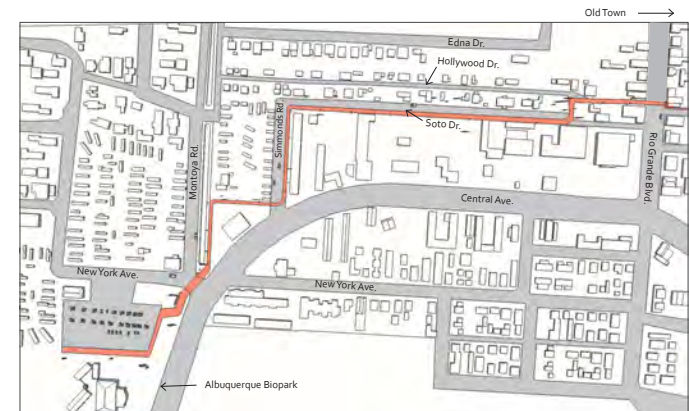 Old Town
Edna Dr.
Hollywood Dr.
Simmonds Rd.
Soto Dr.
Montoya Rd.
Rio Grande Blvd.
Central Ave.
New York Ave.
New York Ave.
Albuquerque Biopark